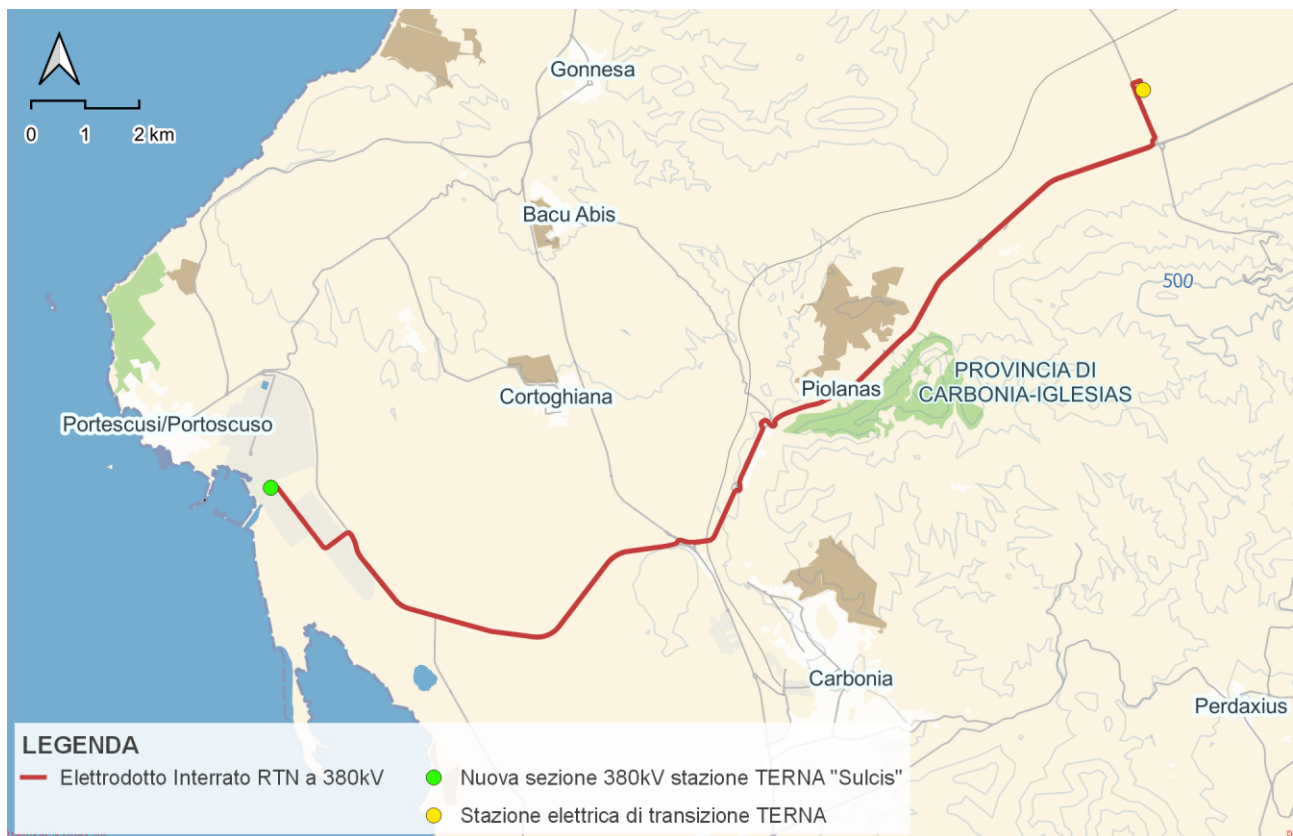 Gonnesa
0 1 2 km
Bacu Abis
500
PROVINCIA DI
CARBONIA-IGLESIAS
Piolanas
Cortoghiana
Portescusi/Portoscuso
Carbonia
Perdaxius
LEGENDA
Elettrodotto Interrato RTN a 380kV
Nuova sezione 380kV stazione TERNA "Sulcis"
Stazione elettrica di transizione TERNA